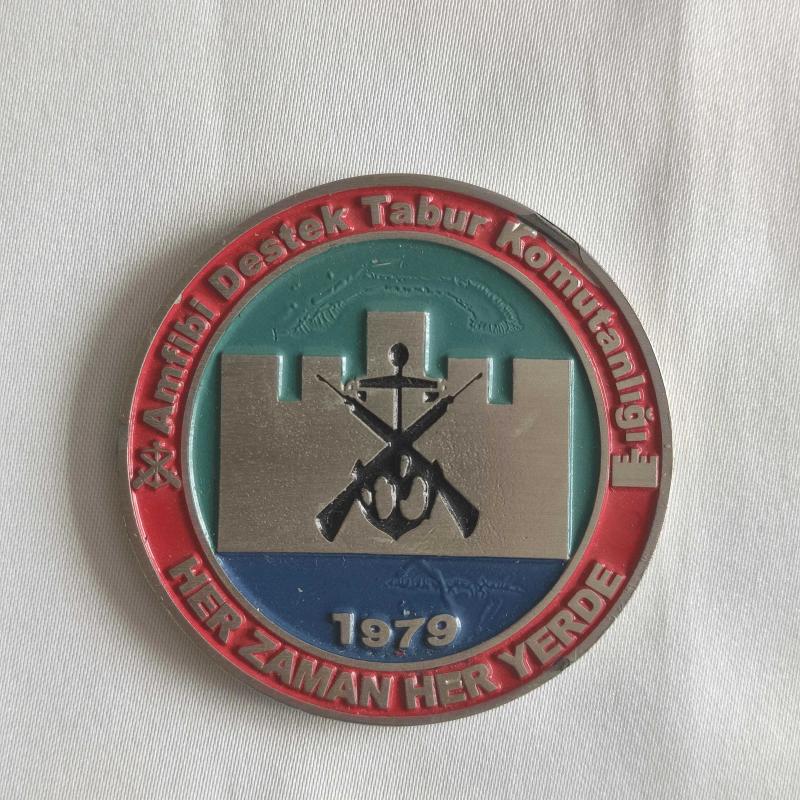 Amfibi Destek Tabur Komutanlığı
1979
HER ZAMAN HER YERDE